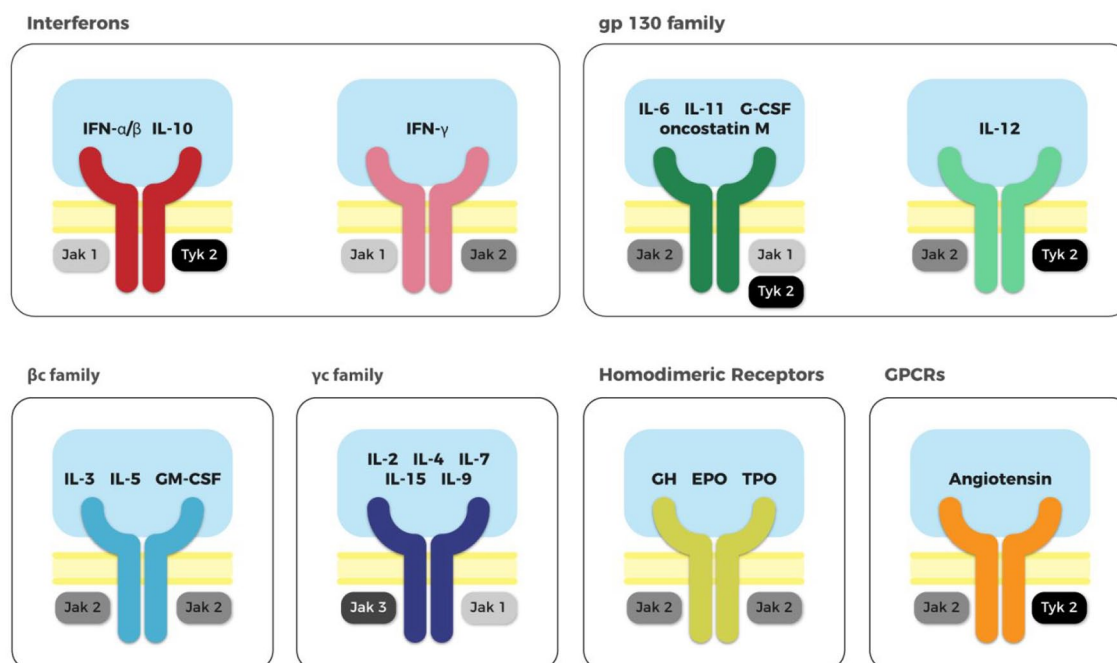 Interferons
gp 130 family
IFN-α/β IL-10
IFN-γ
IL-6 IL-11 G-CSF
oncostatin M
IL-12
Jak 1
Tyk 2
Jak 1
Jak 2
Jak 2
Jak 1
Tyk 2
Jak 2
Tyk 2
βc family
γc family
Homodimeric Receptors
GPCRs
IL-3 IL-5 GM-CSF
IL-2 IL-4 IL-7
IL-15 IL-9
GH EPO TPO
Angiotensin
Jak 2
Jak 2
Jak 3
Jak 1
Jak 2
Jak 2
Jak 2
Tyk 2